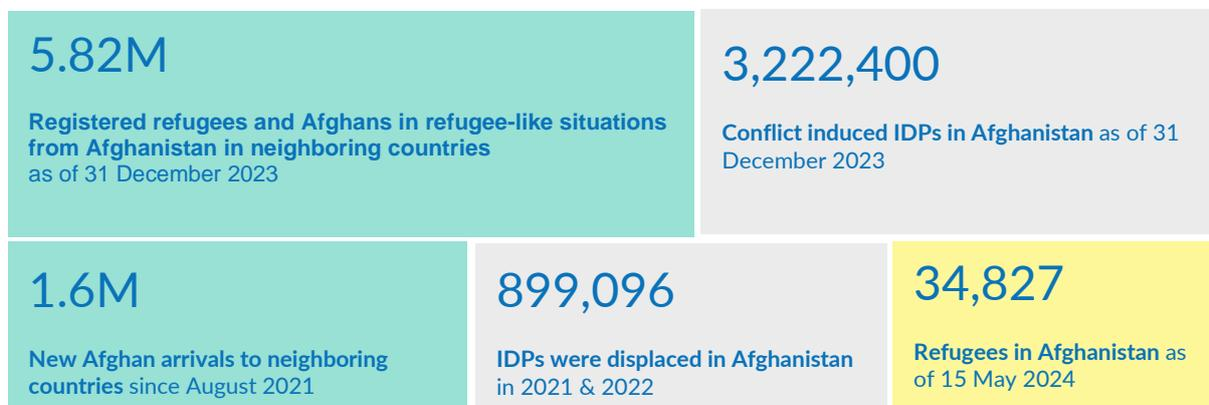 5.82M
Registered refugees and Afghans in refugee-like situations
from Afghanistan in neighboring countries
as of 31 December 2023
3,222,400
Conflict induced IDPs in Afghanistan as of 31
December 2023
1.6M
New Afghan arrivals to neighboring
countries since August 2021
899,096
IDPs were displaced in Afghanistan
in 2021 & 2022
34,827
Refugees in Afghanistan as
of 15 May 2024